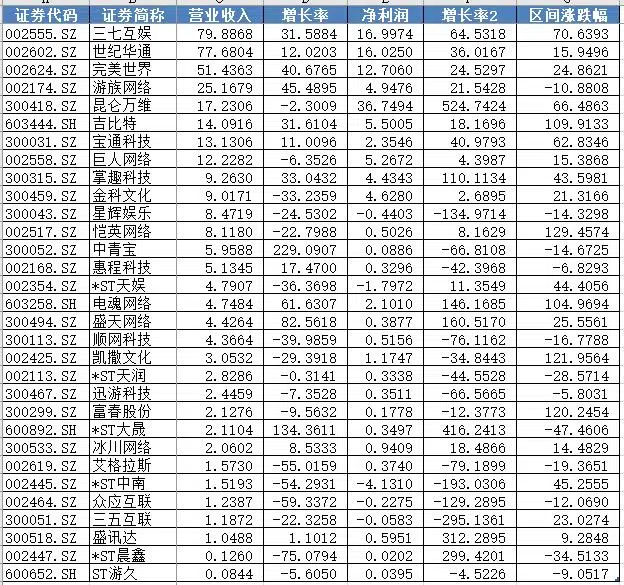 证券代码 证券简称 营业收入 增长率 净利润 增长率2 区间涨跌幅
002555.SZ 三七互娱 79.8868 31.5884 16.9974 64.5318 70.6393
002602.SZ 世纪华通 77.6804 12.0203 16.0250 36.0167 15.9496
002624.SZ 完美世界 51.4363 40.6765 12.7060 24.5297 24.8621
002174.SZ 游族网络 25.1679 45.4895 4.9476 21.5428 -10.8808
300418.SZ 昆仑万维 17.2306 -2.3009 36.7494 524.7424 66.4863
603444.SH 吉比特 14.0916 31.6104 5.5005 18.1696 109.9133
300031.SZ 宝通科技 13.1306 11.0096 2.3546 40.9793 62.8346
002558.SZ 巨人网络 12.2282 -6.3526 5.2672 4.3987 15.3868
300315.SZ 掌趣科技 9.2630 33.0432 4.4343 110.1134 43.5981
300459.SZ 金科文化 9.0171 -33.2359 4.6280 2.6895 21.3166
300043.SZ 星辉娱乐 8.4719 -24.5302 -0.4403 -134.9714 -14.3298
002517.SZ 恺英网络 8.1180 -22.7988 0.5026 8.1629 129.4574
300052.SZ 中青宝 5.9588 229.0907 0.0886 -66.8108 -14.6725
002168.SZ 惠程科技 5.1345 17.4700 0.3296 -42.3968 -6.8293
002354.SZ *ST天娱 4.7907 -36.3698 -1.7972 11.3549 44.4056
603258.SH 电魂网络 4.7484 61.6307 2.1010 146.1685 104.9694
300494.SZ 盛天网络 4.4264 82.5618 0.3877 160.5170 25.5561
300113.SZ 顺网科技 4.3664 -39.9859 0.5156 -76.1162 -16.7788
002425.SZ 凯撒文化 3.0532 -29.3918 1.1747 -34.8443 121.9564
002113.SZ *ST天润 2.8286 -0.3141 0.3338 -44.5528 -28.5714
300467.SZ 迅游科技 2.4459 -7.3528 0.3511 -66.5665 -5.8031
300299.SZ 富春股份 2.1276 -9.5632 0.1778 -12.3773 120.2454
600892.SH *ST大晟 2.1104 134.3611 0.3497 416.2413 -47.4606
300533.SZ 冰川网络 2.0602 8.5333 0.9409 18.4866 14.4829
002619.SZ 艾格拉斯 1.5730 -55.0159 0.3740 -79.1899 -19.3651
002445.SZ *ST中南 1.5193 -54.2931 -4.1310 -193.0306 45.2555
002464.SZ 众应互联 1.2387 -59.3372 -0.2275 -129.2895 -12.0690
300051.SZ 三五互联 1.1872 -22.3258 -0.0583 -295.1361 23.0274
300518.SZ 盛讯达 1.0488 1.1012 0.5951 312.2895 9.2848
002447.SZ *ST晨鑫 0.1260 -75.0794 0.0202 299.4201 -34.5133
600652.SH ST游久 0.0844 -5.6050 0.0395 -4.5226 -9.0517